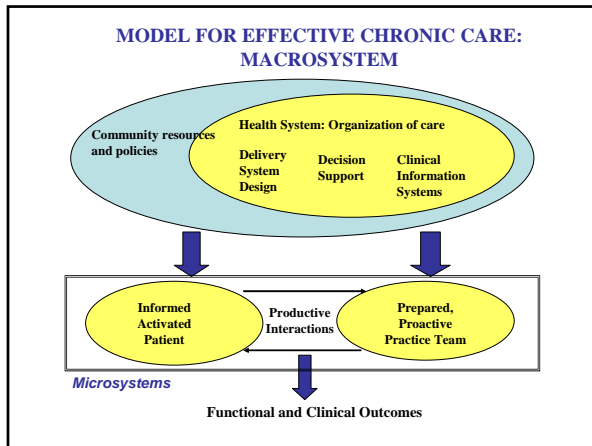 MODEL FOR EFFECTIVE CHRONIC CARE:
MACROSYSTEM
Community resources
and policies
Health System: Organization of care
Delivery
System
Design
Decision
Support
Clinical
Information
Systems
Informed
Activated
Patient
Productive
Interactions
Prepared,
Proactive
Practice Team
Microsystems
Functional and Clinical Outcomes